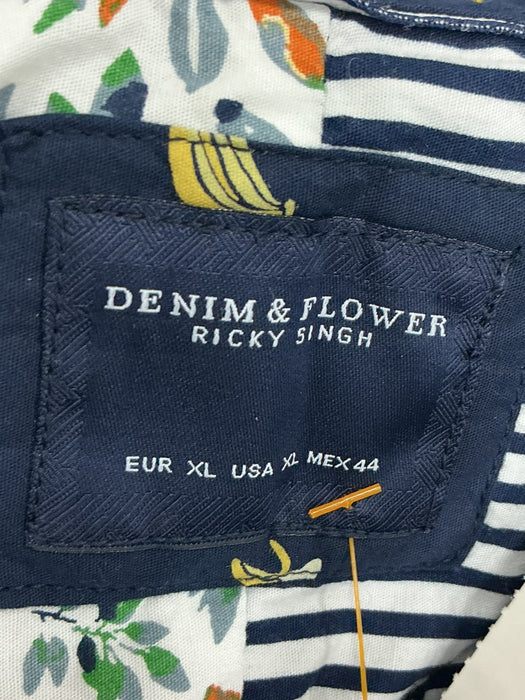 DENIM & FLOWER
RICKY SINGH
EUR XL USA XL MEX 44